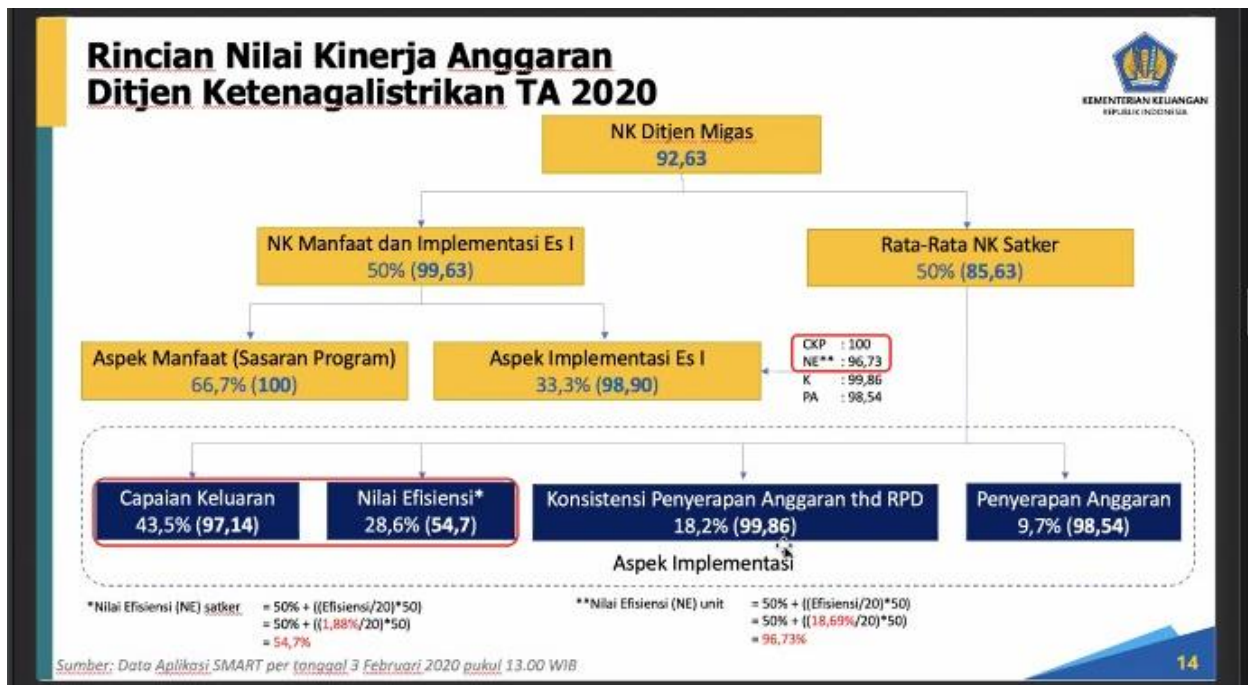 Rincian Nilai Kinerja Anggaran
Ditjen Ketenagalistrikan TA 2020
KEMENTERIAN KEUANGAN
REPUBLIK INDONESIA
NK Ditjen Migas
92,63
NK Manfaat dan Implementasi Es I
50% (99,63)
Rata-Rata NK Satker
50% (85,63)
Aspek Manfaat (Sasaran Program)
66,7% (100)
Aspek Implementasi Es I
33,3% (98,90)
CKP : 100
NE** : 96,73
K : 99,86
PA : 98,54
Capaian Keluaran
43,5% (97,14)
Nilai Efisiensi*
28,6% (54,7)
Konsistensi Penyerapan Anggaran thd RPD
18,2% (99,86)
Penyerapan Anggaran
9,7% (98,54)
Aspek Implementasi
*Nilai Efisiensi (NE) satker = 50% + ((Efisiensi/20)*50)
= 50% + ((1,88%/20)*50)
= 54,7%
**Nilai Efisiensi (NE) unit = 50% + ((Efisiensi/20)*50)
= 50% + ((18,69%/20)*50)
= 96,73%
Sumber: Data Aplikasi SMART per tanggal 3 Februari 2020 pukul 13.00 WIB
14